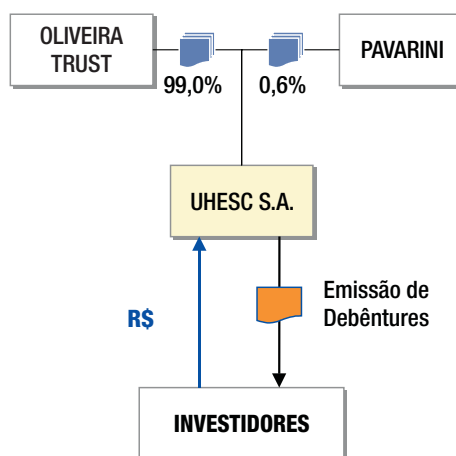 OLIVEIRA
TRUST
PAVARINI
99,0%
0,6%
UHESC S.A.
R$
Emissão de
Debêntures
INVESTIDORES